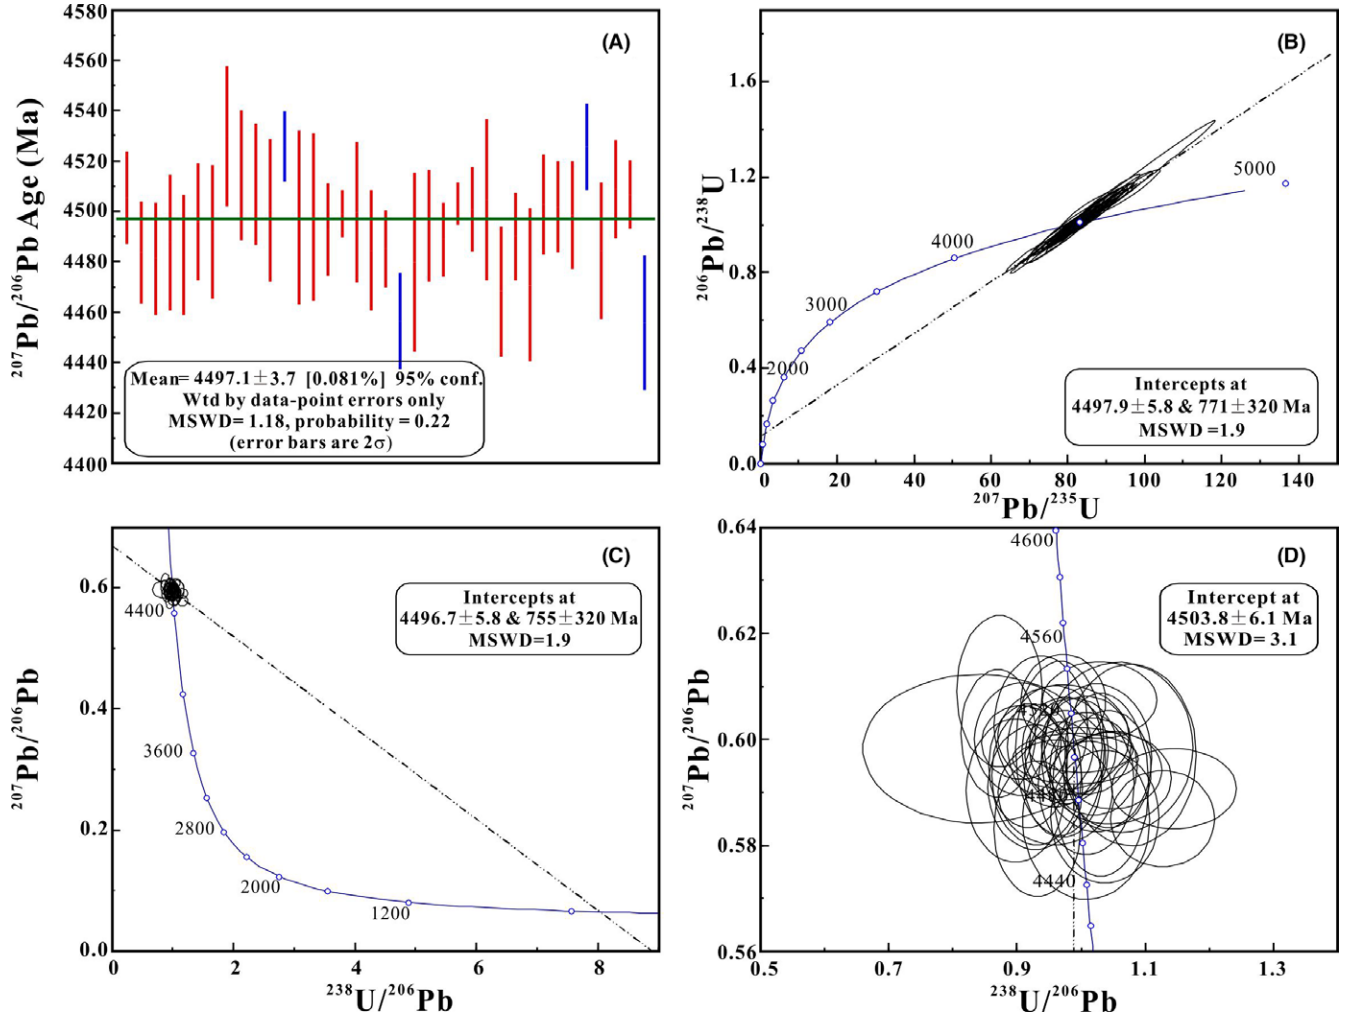 (A)
4580
4560
4540
4520
4500
4480
4460
4440
4420
4400
²⁰⁷Pb/²⁰⁶Pb Age (Ma)
Mean= 4497.1±3.7 [0.081%] 95% conf.
Wtd by data-point errors only
MSWD= 1.18, probability = 0.22
(error bars are 2σ)
(B)
1.6
1.2
0.8
0.4
0.0
²⁰⁶Pb/²³⁸U
5000
4000
3000
2000
Intercepts at
4497.9±5.8 & 771±320 Ma
MSWD =1.9
0 20 40 60 80 100 120 140
²⁰⁷Pb/²³⁵U
(C)
0.6
0.4
0.2
0.0
²⁰⁷Pb/²⁰⁶Pb
4400
3600
2800
2000
1200
Intercepts at
4496.7±5.8 & 755±320 Ma
MSWD=1.9
0 2 4 6 8
²³⁸U/²⁰⁶Pb
(D)
0.64
0.62
0.60
0.58
0.56
²⁰⁷Pb/²⁰⁶Pb
4600
4560
4440
Intercept at
4503.8±6.1 Ma
MSWD= 3.1
0.5 0.7 0.9 1.1 1.3
²³⁸U/²⁰⁶Pb